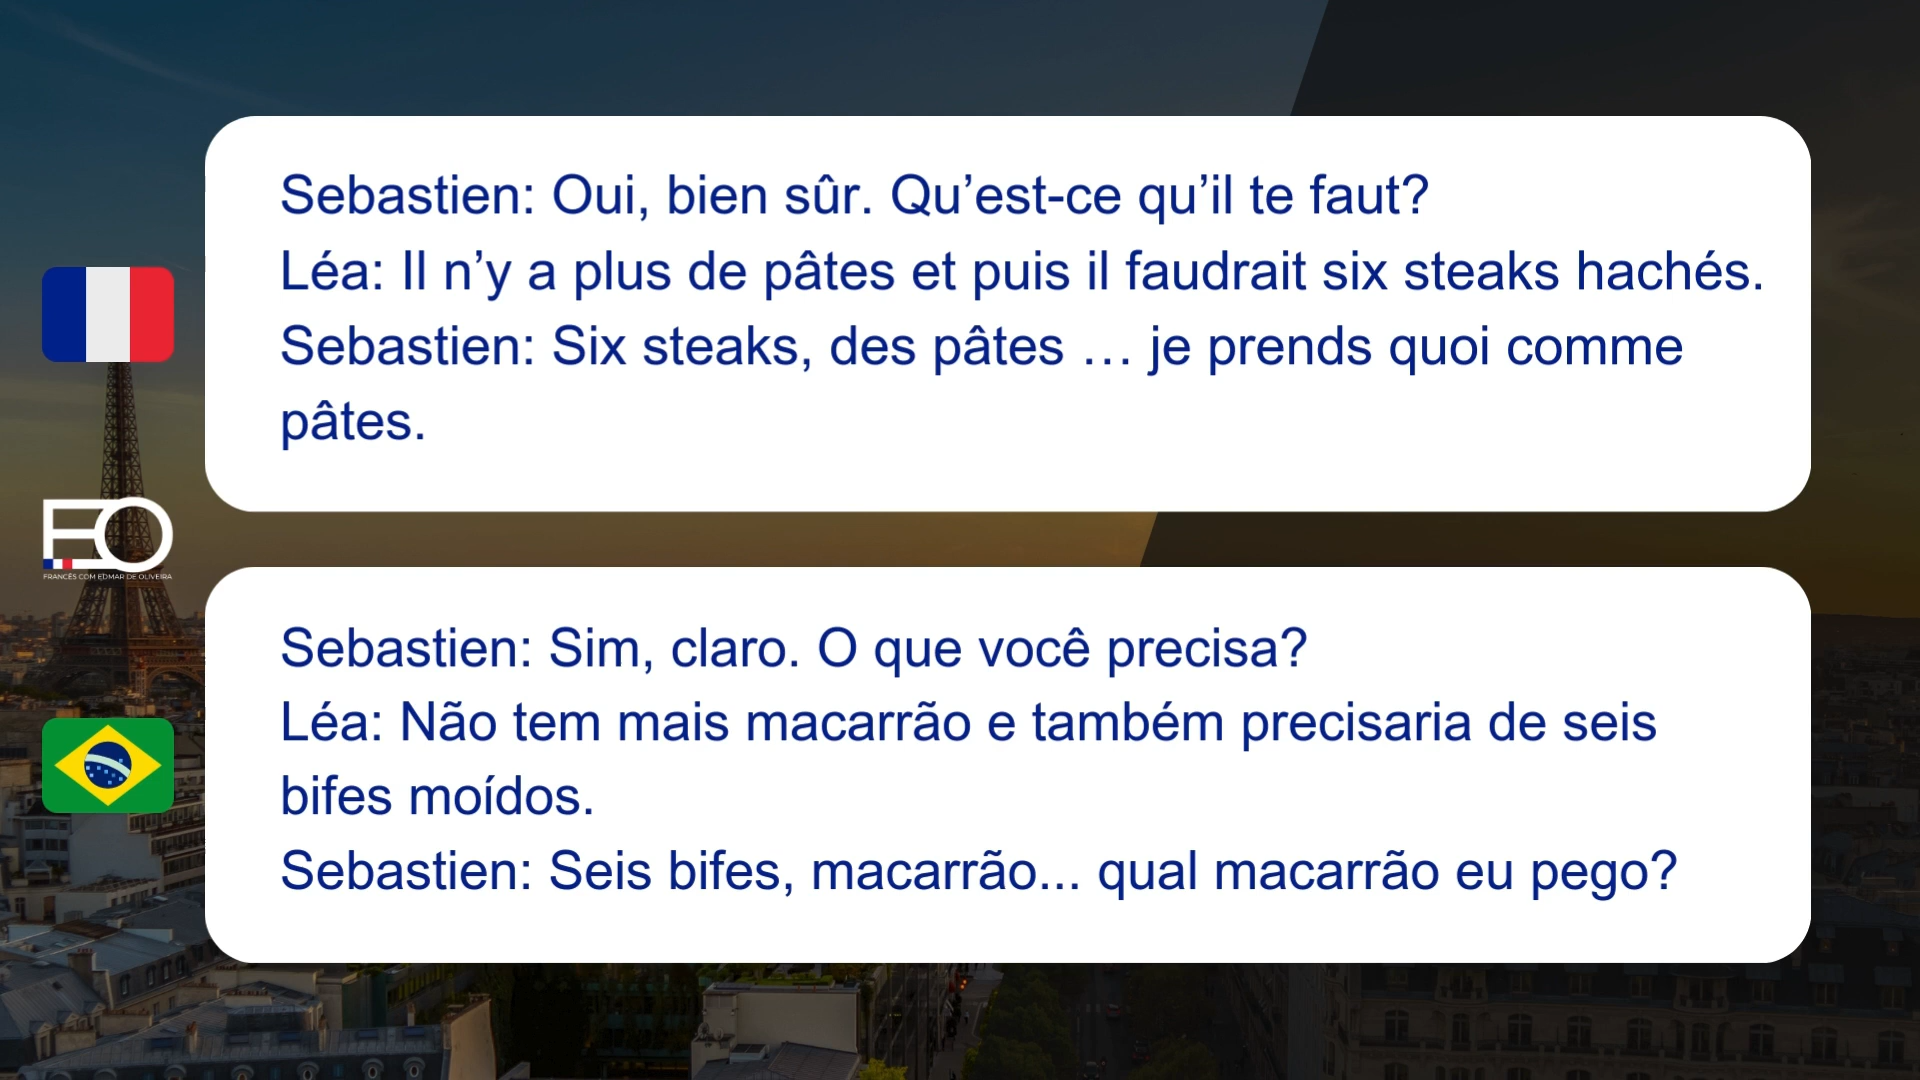 Sebastien: Oui, bien sûr. Qu’est-ce qu’il te faut?
Léa: Il n’y a plus de pâtes et puis il faudrait six steaks hachés.
Sebastien: Six steaks, des pâtes … je prends quoi comme
pâtes.
EO
FRANCÊS COM EDMAR DE OLIVEIRA
Sebastien: Sim, claro. O que você precisa?
Léa: Não tem mais macarrão e também precisaria de seis
bifes moídos.
Sebastien: Seis bifes, macarrão... qual macarrão eu pego?